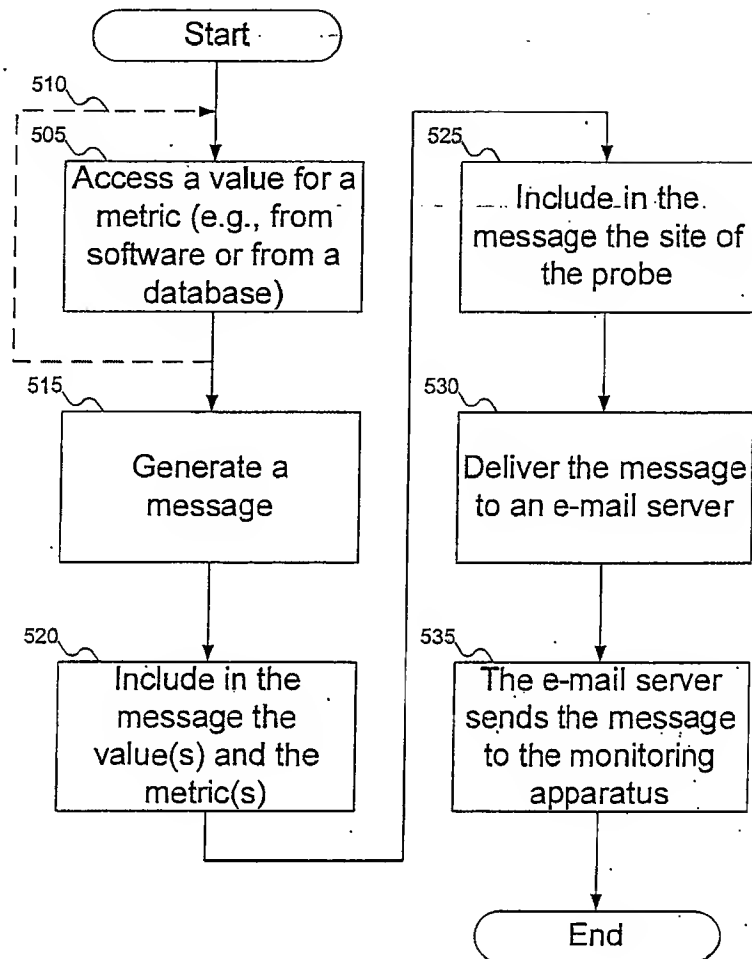 Start
510
505
Access a value for a
metric (e.g., from
software or from a
database)
515
Generate a
message
520
Include in the
message the
value(s) and the
metric(s)
525
Include in the
message the site of
the probe
530
Deliver the message
to an e-mail server
535
The e-mail server
sends the message
to the monitoring
apparatus
End